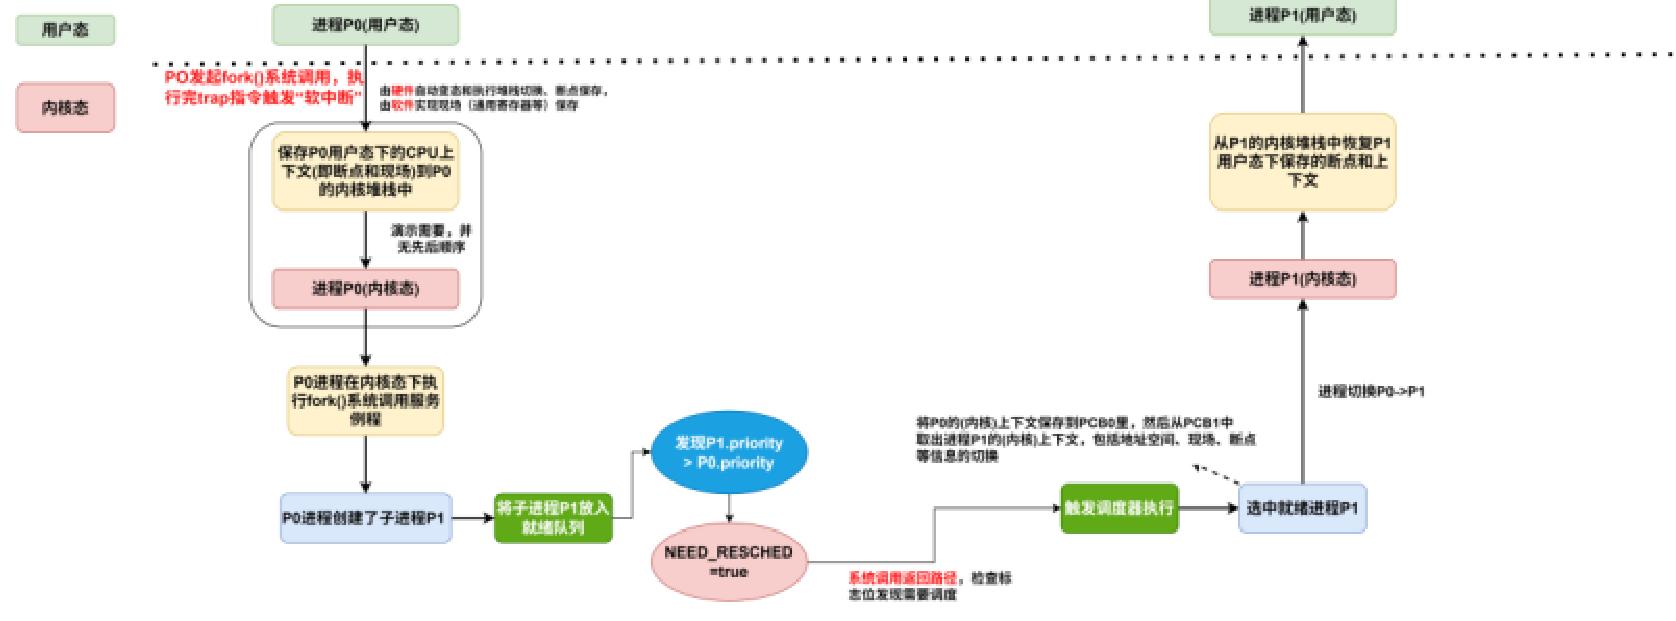 用户态
内核态
进程P0(用户态)
PO发起fork()系统调用，执
行完trap指令触发“软中断”
由硬件自动变态和执行堆栈切换、断点保存，
由软件实现现场（通用寄存器等）保存
保存P0用户态下的CPU上
下文(即断点和现场)到P0
的内核堆栈中
演示需要，并
无先后顺序
进程P0(内核态)
P0进程在内核态下执
行fork()系统调用服务
例程
P0进程创建了子进程P1
将子进程P1放入
就绪队列
发现P1.priority
> P0.priority
NEED_RESCHED
=true
系统调用返回路径，检查标
志位发现需要调度
触发调度器执行
选中就绪进程P1
将P0的(内核)上下文保存到PCB0里，然后从PCB1中
取出进程P1的(内核)上下文，包括地址空间、现场、断点
等信息的切换
进程切换P0->P1
进程P1(内核态)
从P1的内核堆栈中恢复P1
用户态下保存的断点和上
下文
进程P1(用户态)